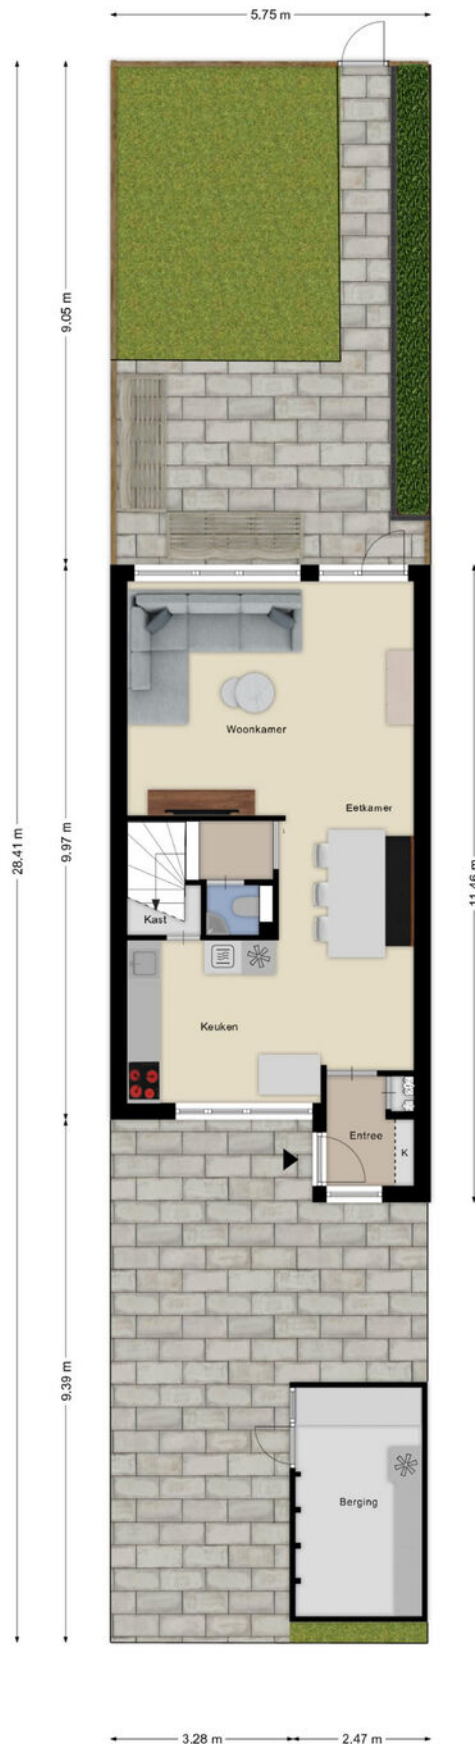 5.75 m
9.05 m
Woonkamer
Eetkamer
9.97 m
28.41 m
11.46 m
Kast
Keuken
Entree
K
9.39 m
Berging
3.28 m
2.47 m